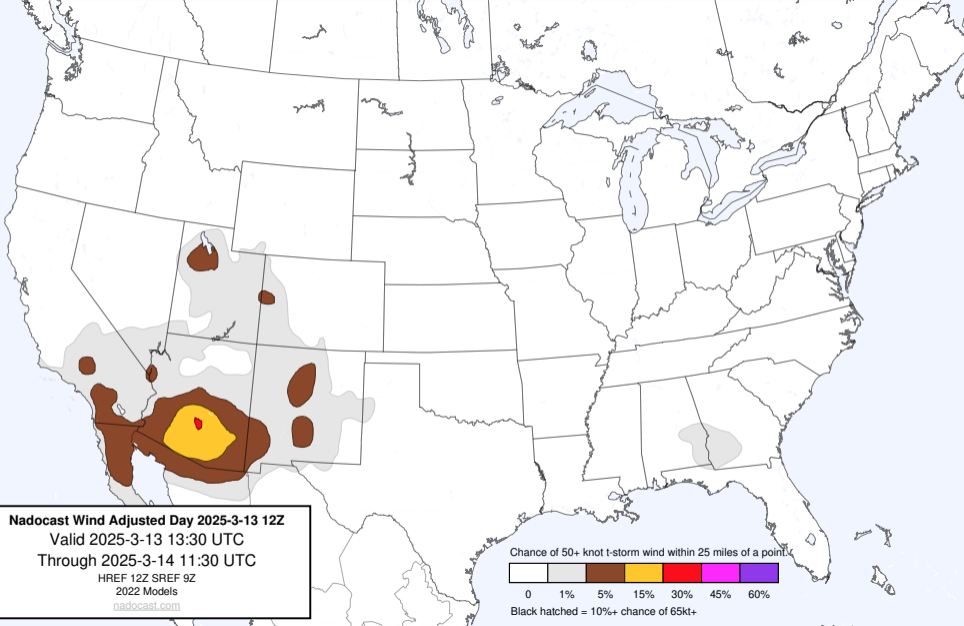 Nadocast Wind Adjusted Day 2025-3-13 12Z
Valid 2025-3-13 13:30 UTC
Through 2025-3-14 11:30 UTC
HREF 12Z SREF 9Z
2022 Models
nadocast.com
Chance of 50+ knot t-storm wind within 25 miles of a point.
0 1% 5% 15% 30% 45% 60%
Black hatched = 10%+ chance of 65kt+